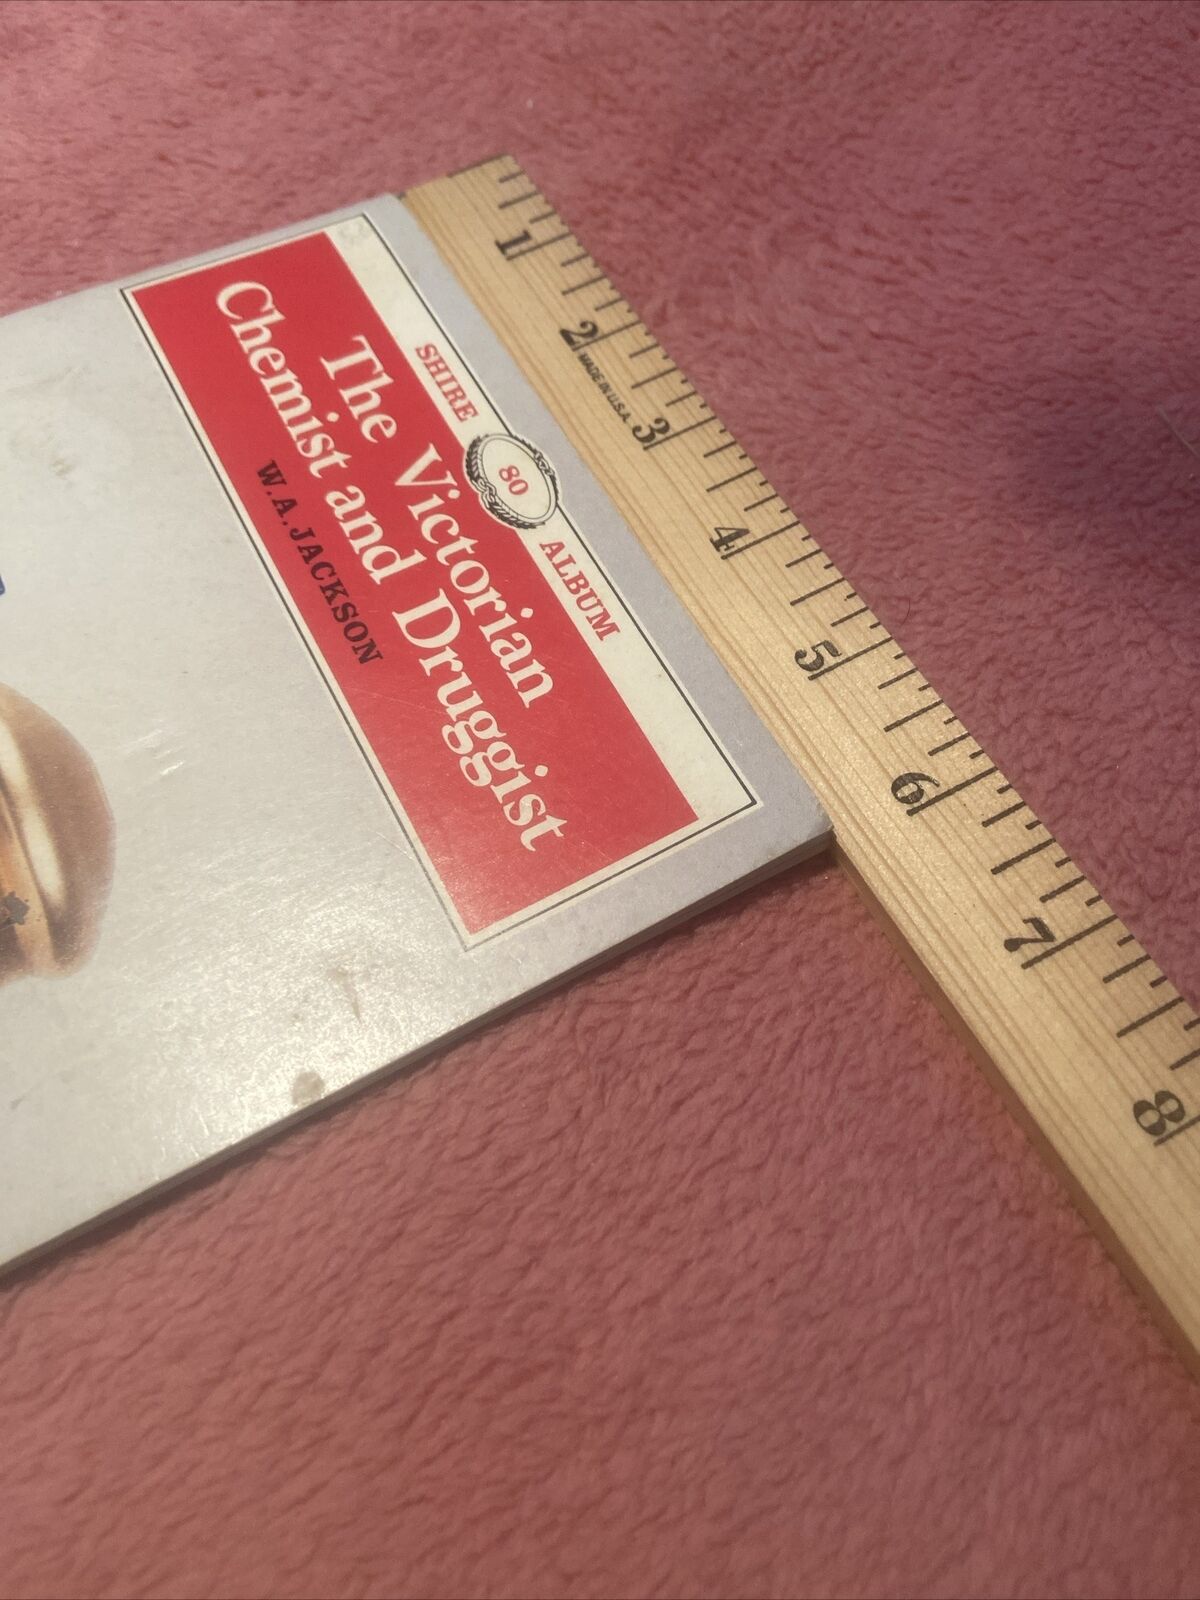 SHIRE 80 ALBUM
The Victorian
Chemist and Druggist
W.A. JACKSON
1
2
MADE IN U.S.A.
3
4
5
6
7
8